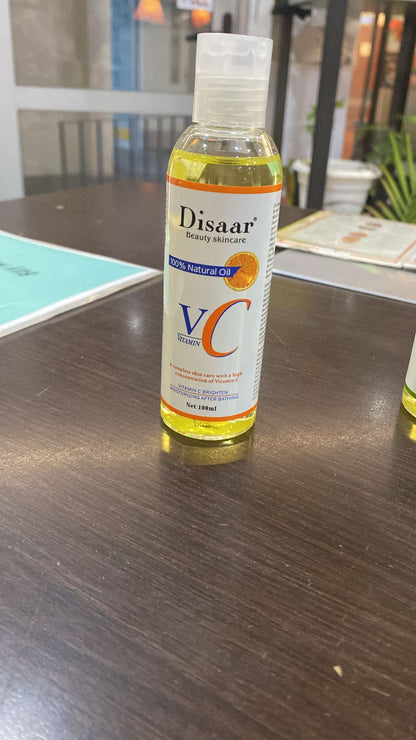 Disaar®
Beauty skincare
100% Natural Oil
VC
VITAMIN
A complete skin care with a high
concentration of Vitamin C
VITAMIN C BRIGHTEN
MOISTURIZING AFTER BATHING
Net 100ml